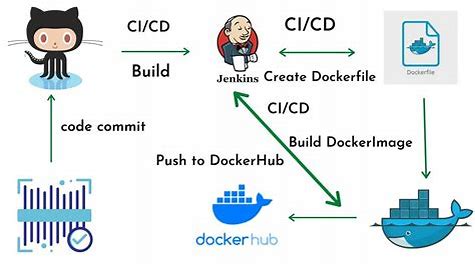 CI/CD
Build
Jenkins
CI/CD
Create Dockerfile
Dockerfile
code commit
CI/CD
Build DockerImage
Push to DockerHub
dockerhub